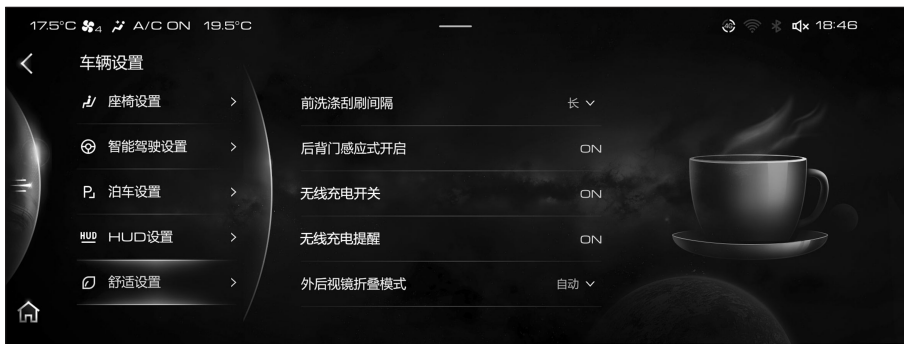 17.5°C 4 A/C ON 19.5°C 4G 18:46
车辆设置
座椅设置
智能驾驶设置
泊车设置
HUD HUD设置
舒适设置
前洗涤刮刷间隔 长
后背门感应式开启 ON
无线充电开关 ON
无线充电提醒 ON
外后视镜折叠模式 自动